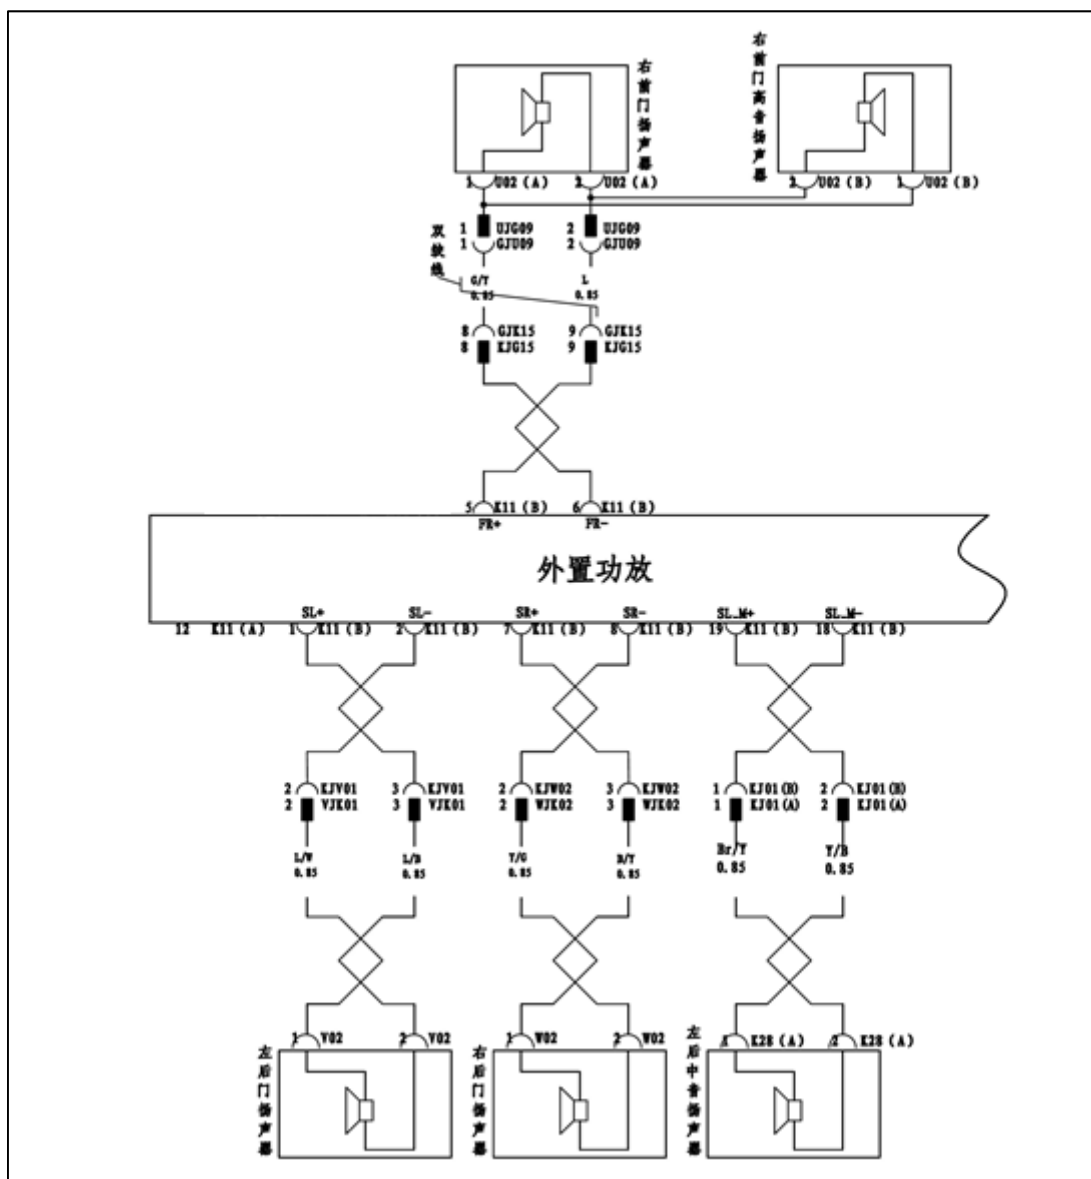 右前门扬声器
右前门高音扬声器
1 U02(A) 2 U02(A) 2 U02(B) 1 U02(B)
双绞线
1 UJG09 2 UJG09
1 GJU09 2 GJU09
G/Y L
0.85 0.85
8 GJK15 9 GJK15
8 KJG15 9 KJG15
5 K11(B) 6 K11(B)
FR+ FR-
外置功放
SL+ SL- SR+ SR- SL_M+ SL_M-
12 K11(A) 1 K11(B) 2 K11(B) 7 K11(B) 8 K11(B) 19 K11(B) 18 K11(B)
2 KJV01 3 KJV01 2 KJW02 3 KJW02 1 KJ01(B) 2 KJ01(B)
2 VJK01 3 VJK01 2 WJK02 3 WJK02 1 KJ01(A) 2 KJ01(A)
L/W L/B Y/G B/Y Br/Y Y/B
0.85 0.85 0.85 0.85 0.85 0.85
1 V02 2 V02 1 W02 2 W02 1 K28(A) 2 K28(A)
左后门扬声器
右后门扬声器
左后中音扬声器